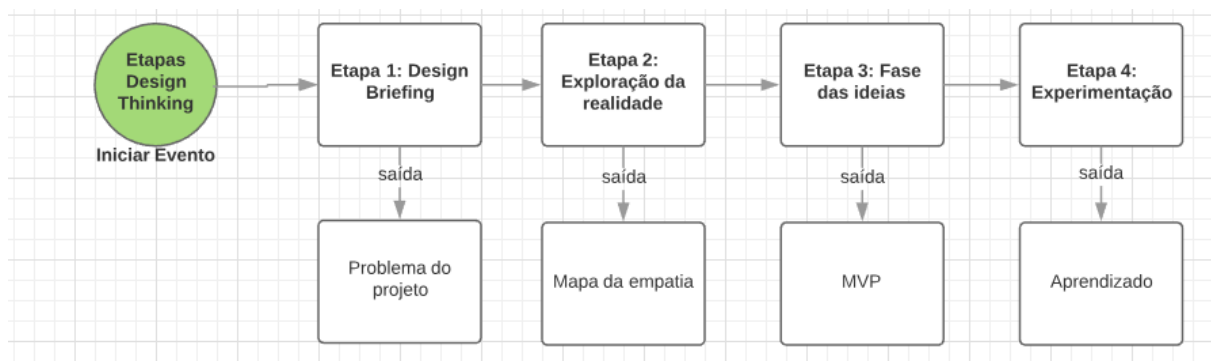 Etapas
Design
Thinking
Iniciar Evento
Etapa 1: Design
Briefing
saída
Problema do
projeto
Etapa 2:
Exploração da
realidade
saída
Mapa da empatia
Etapa 3: Fase
das ideias
saída
MVP
Etapa 4:
Experimentação
saída
Aprendizado